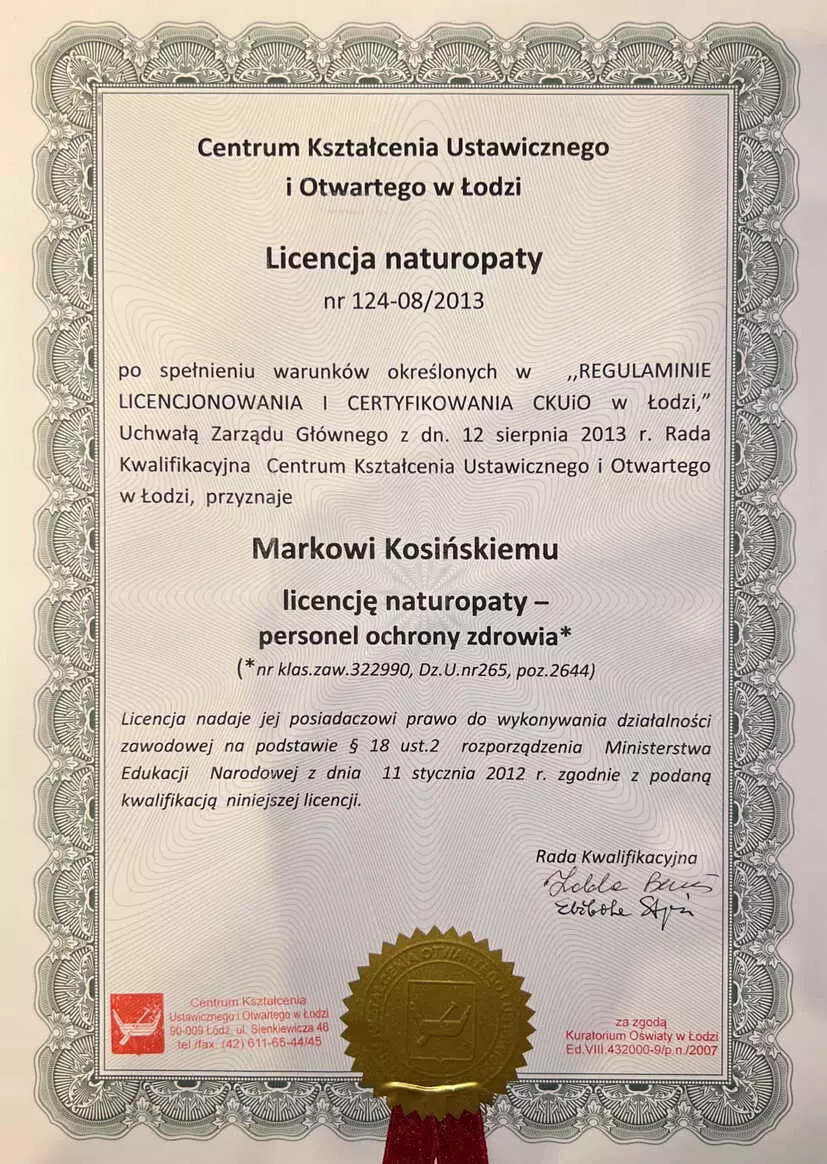 Centrum Kształcenia Ustawicznego
i Otwartego w Łodzi
Licencja naturopaty
nr 124-08/2013
po spełnieniu warunków określonych w ,,REGULAMINIE
LICENCJONOWANIA I CERTYFIKOWANIA CKUiO w Łodzi,”
Uchwałą Zarządu Głównego z dn. 12 sierpnia 2013 r. Rada
Kwalifikacyjna Centrum Kształcenia Ustawicznego i Otwartego
w Łodzi, przyznaje
Markowi Kosińskiemu
licencję naturopaty –
personel ochrony zdrowia*
(*nr klas.zaw.322990, Dz.U.nr265, poz.2644)
Licencja nadaje jej posiadaczowi prawo do wykonywania działalności
zawodowej na podstawie § 18 ust.2 rozporządzenia Ministerstwa
Edukacji Narodowej z dnia 11 stycznia 2012 r. zgodnie z podaną
kwalifikacją niniejszej licencji.
Rada Kwalifikacyjna
Centrum Kształcenia
Ustawicznego i Otwartego w Łodzi
90-009 Łódź, ul. Sienkiewicza 46
tel /fax. (42) 611-65-44/45
za zgodą
Kuratorium Oświaty w Łodzi
Ed.VIII.432000-9/p.n./2007